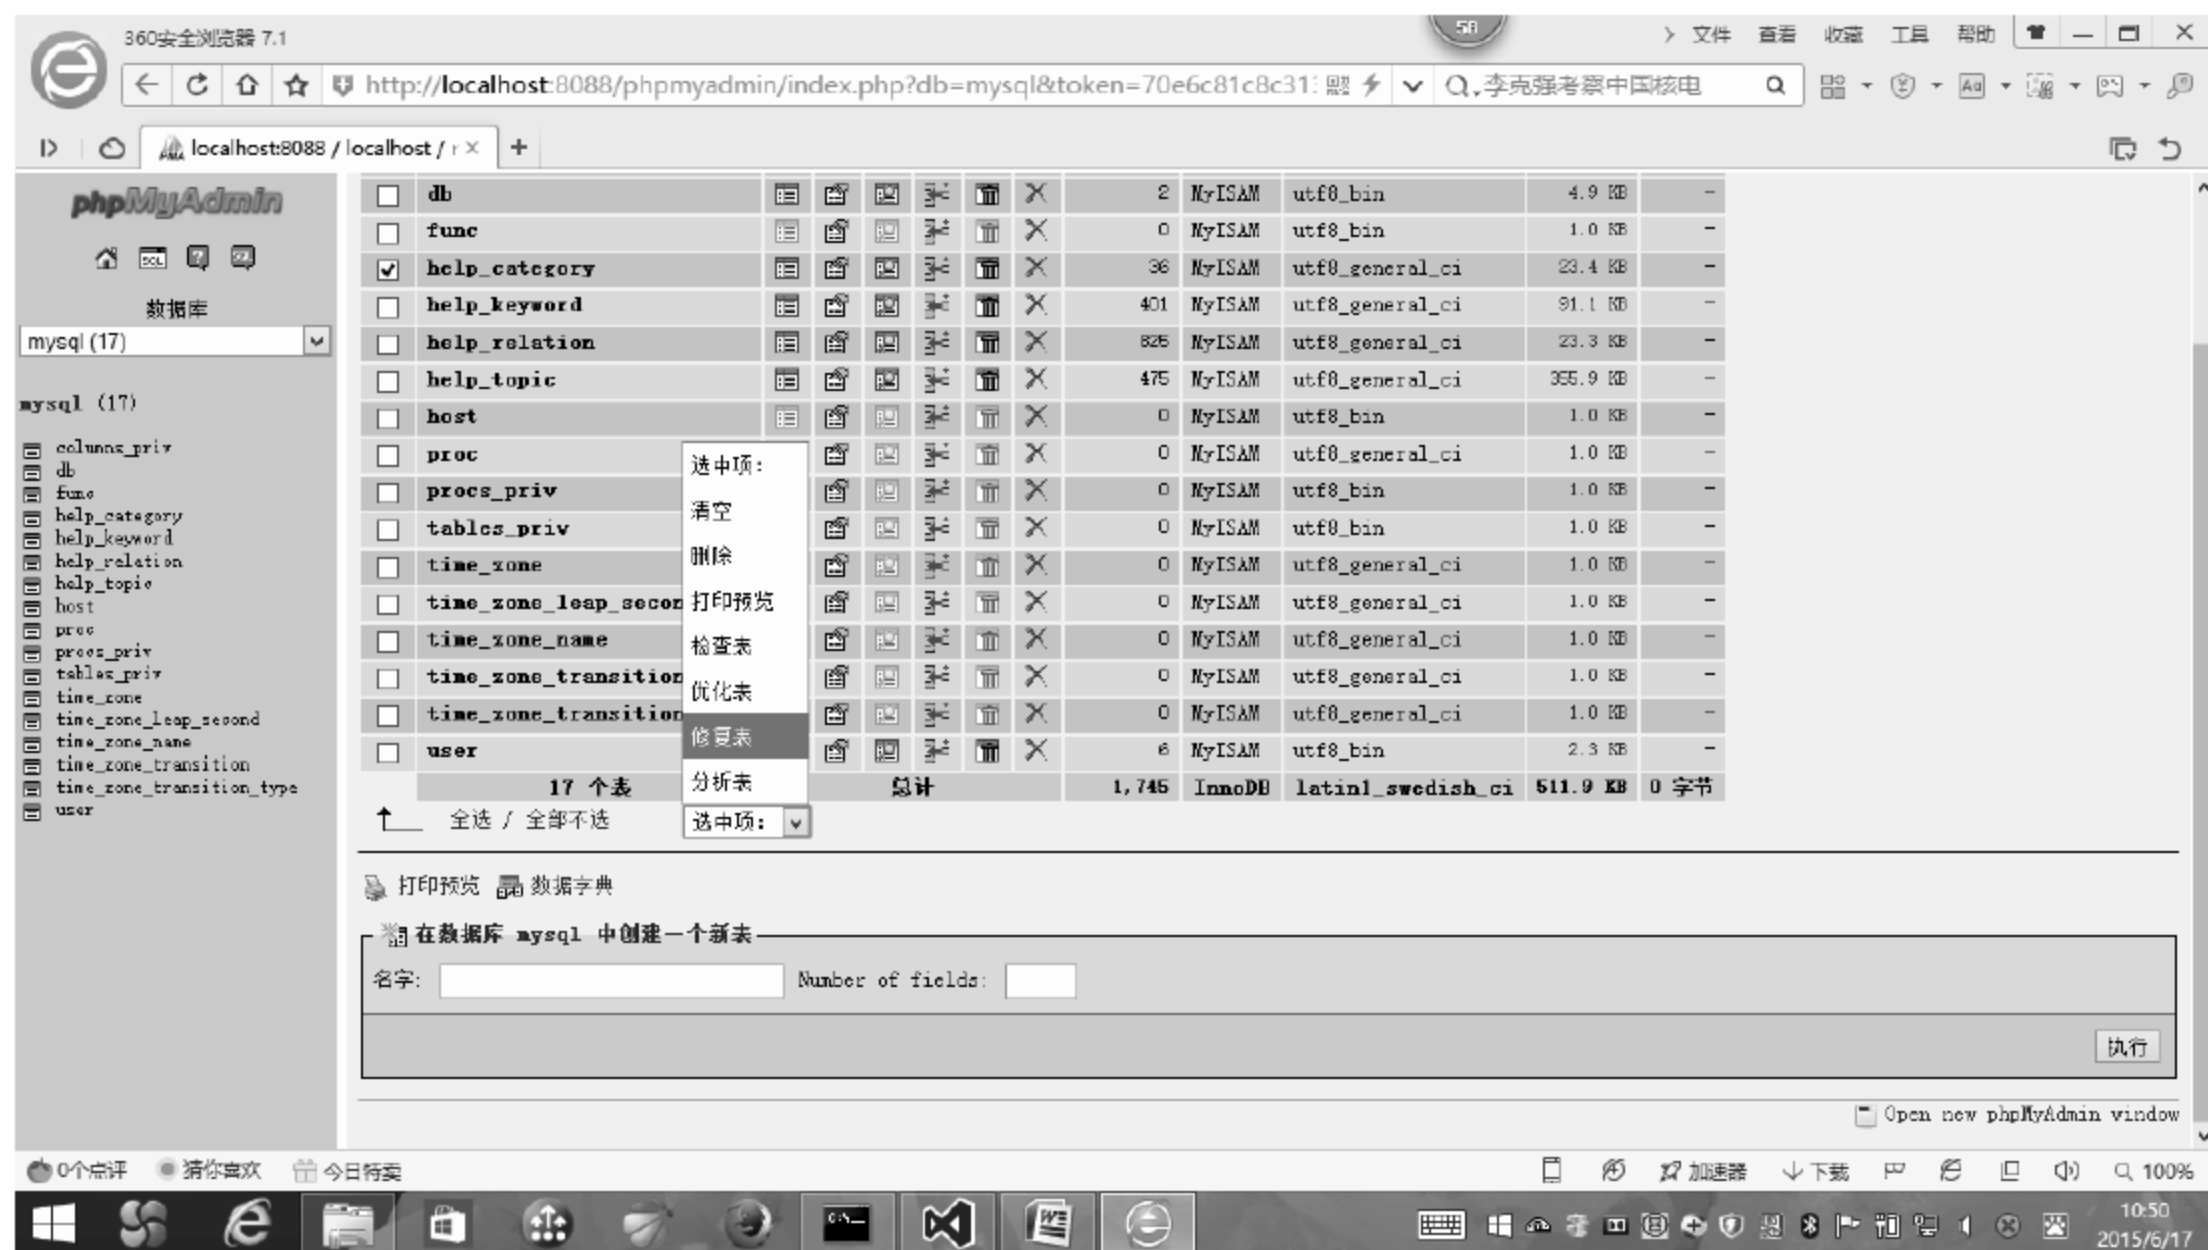 58
360安全浏览器 7.1
文件 查看 收藏 工具 帮助
http://localhost:8088/phpmyadmin/index.php?db=mysql&token=70e6c81c8c31
李克强考察中国核电
localhost:8088 / localhost /
phpMyAdmin
SQL
数据库
mysql (17)
mysql (17)
columns_priv
db
func
help_category
help_keyword
help_relation
help_topic
host
proc
procs_priv
tables_priv
time_zone
time_zone_leap_second
time_zone_name
time_zone_transition
time_zone_transition_type
user
db 2 MyISAM utf8_bin 4.9 KB -
func 0 MyISAM utf8_bin 1.0 KB -
help_category 36 MyISAM utf8_general_ci 23.4 KB -
help_keyword 401 MyISAM utf8_general_ci 91.1 KB -
help_relation 825 MyISAM utf8_general_ci 23.3 KB -
help_topic 475 MyISAM utf8_general_ci 355.9 KB -
host 0 MyISAM utf8_bin 1.0 KB -
proc 0 MyISAM utf8_general_ci 1.0 KB -
procs_priv 0 MyISAM utf8_bin 1.0 KB -
tables_priv 0 MyISAM utf8_bin 1.0 KB -
time_zone 0 MyISAM utf8_general_ci 1.0 KB -
time_zone_leap_secon 0 MyISAM utf8_general_ci 1.0 KB -
time_zone_name 0 MyISAM utf8_general_ci 1.0 KB -
time_zone_transition 0 MyISAM utf8_general_ci 1.0 KB -
time_zone_transition 0 MyISAM utf8_general_ci 1.0 KB -
user 6 MyISAM utf8_bin 2.3 KB -
17 个表 总计 1,745 InnoDB latin1_swedish_ci 511.9 KB 0 字节
选中项:
清空
删除
打印预览
检查表
优化表
修复表
分析表
全选 / 全部不选 选中项:
打印预览 数据字典
在数据库 mysql 中创建一个新表
名字: Number of fields:
执行
Open new phpMyAdmin window
0个点评 猜你喜欢 今日特卖 加速器 下载 100%
10:50
2015/6/17